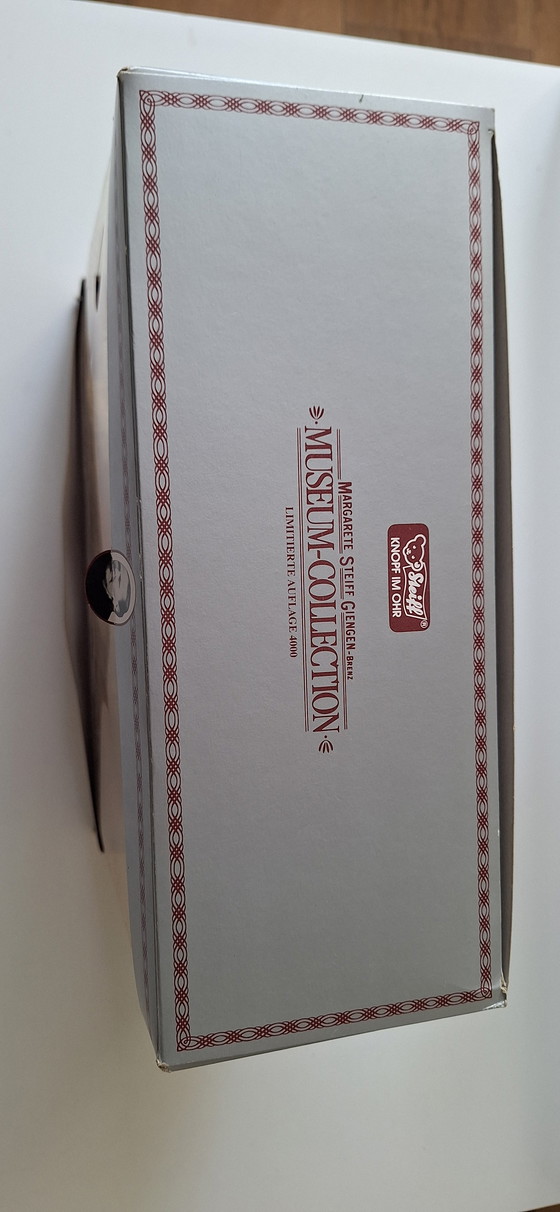 Steiff®
KNOPF IM OHR
MARGARETE STEIFF GIENGEN-BRENZ
MUSEUM-COLLECTION
LIMITIERTE AUFLAGE 4000